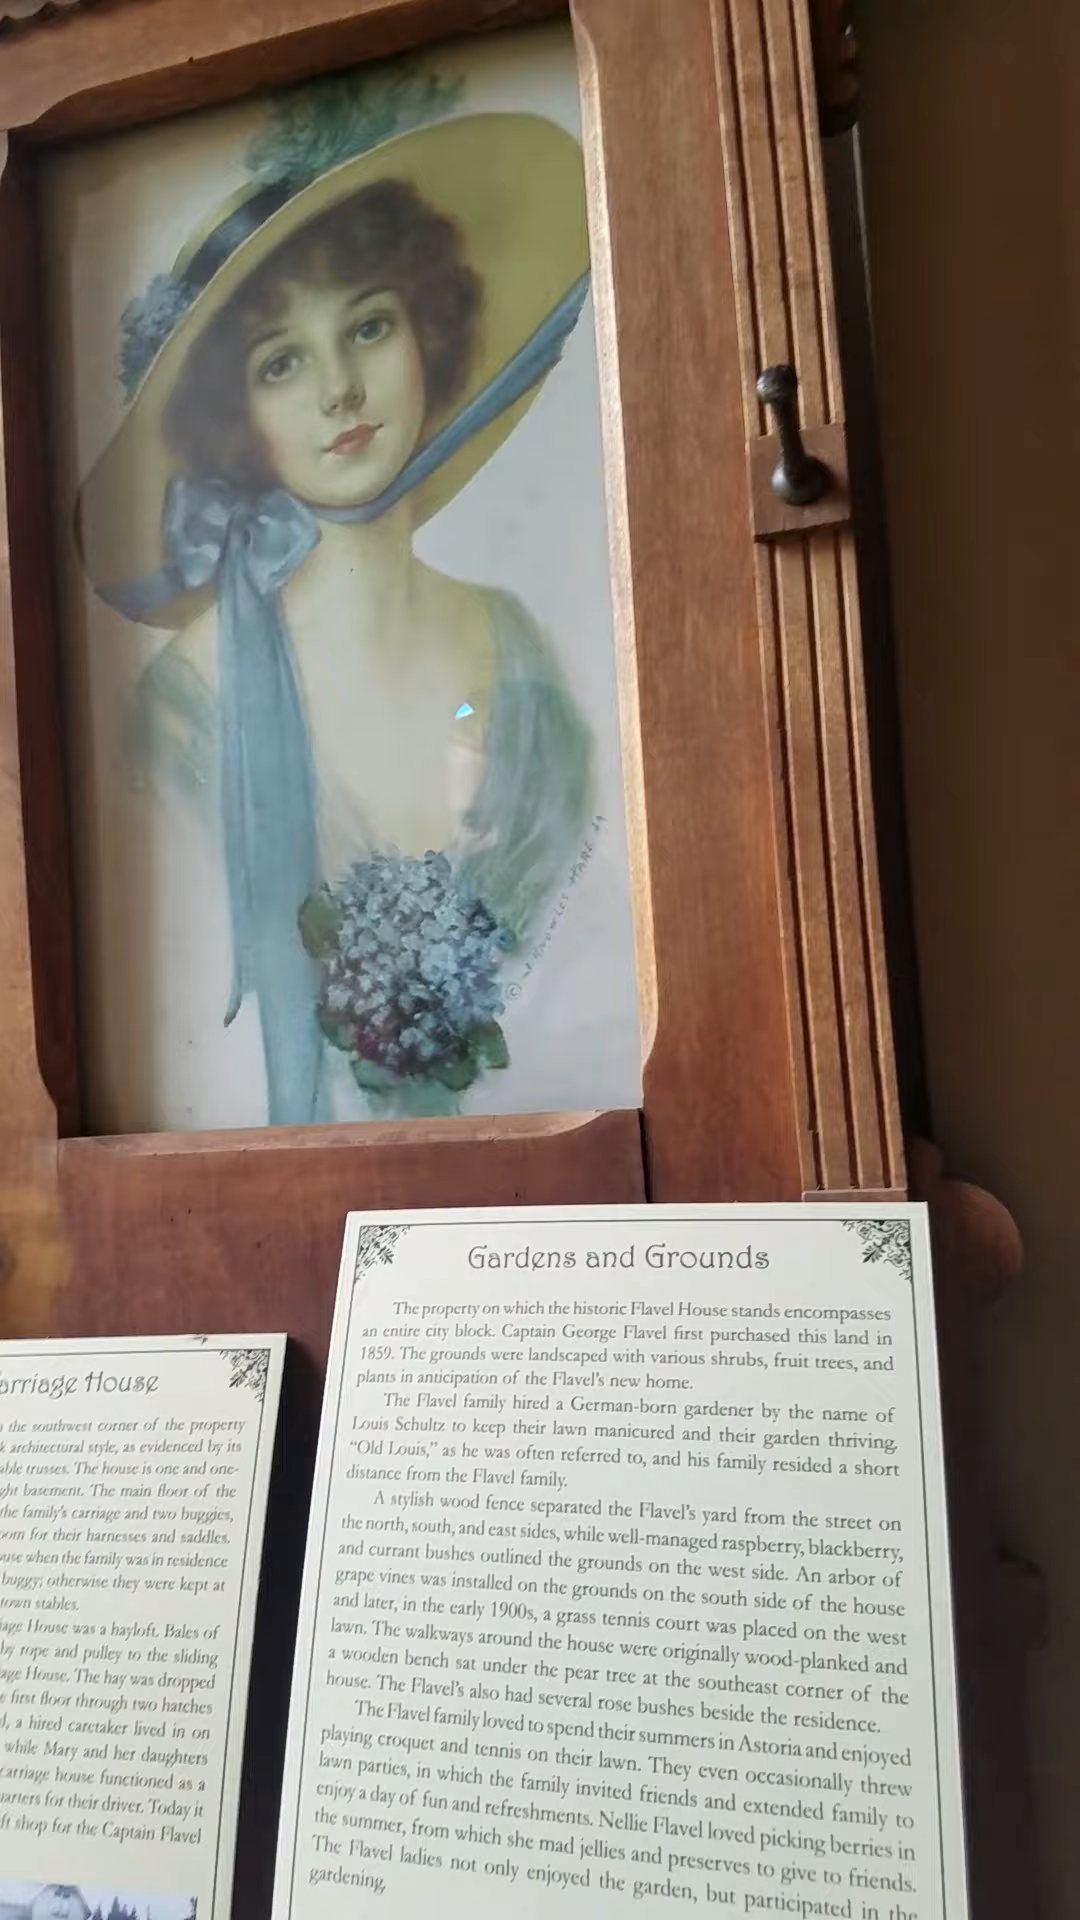 © KNOWLES HARE
Gardens and Grounds
The property on which the historic Flavel House stands encompasses
an entire city block. Captain George Flavel first purchased this land in
1859. The grounds were landscaped with various shrubs, fruit trees, and
plants in anticipation of the Flavel's new home.
The Flavel family hired a German-born gardener by the name of
Louis Schultz to keep their lawn manicured and their garden thriving.
"Old Louis," as he was often referred to, and his family resided a short
distance from the Flavel family.
A stylish wood fence separated the Flavel's yard from the street on
the north, south, and east sides, while well-managed raspberry, blackberry,
and currant bushes outlined the grounds on the west side. An arbor of
grape vines was installed on the grounds on the south side of the house
and later, in the early 1900s, a grass tennis court was placed on the west
lawn. The walkways around the house were originally wood-planked and
a wooden bench sat under the pear tree at the southeast corner of the
house. The Flavel's also had several rose bushes beside the residence.
The Flavel family loved to spend their summers in Astoria and enjoyed
playing croquet and tennis on their lawn. They even occasionally threw
lawn parties, in which the family invited friends and extended family to
enjoy a day of fun and refreshments. Nellie Flavel loved picking berries in
the summer, from which she mad jellies and preserves to give to friends.
The Flavel ladies not only enjoyed the garden, but participated in the
gardening.
arriage House
the southwest corner of the property
architectural style, as evidenced by its
able trusses. The house is one and one-
ght basement. The main floor of the
the family's carriage and two buggies,
oom for their harnesses and saddles.
use when the family was in residence
buggy; otherwise they were kept at
town stables.
iage House was a hayloft. Bales of
by rope and pulley to the sliding
age House. The hay was dropped
first floor through two hatches
d, a hired caretaker lived in on
while Mary and her daughters
carriage house functioned as a
uarters for their driver. Today it
ft shop for the Captain Flavel